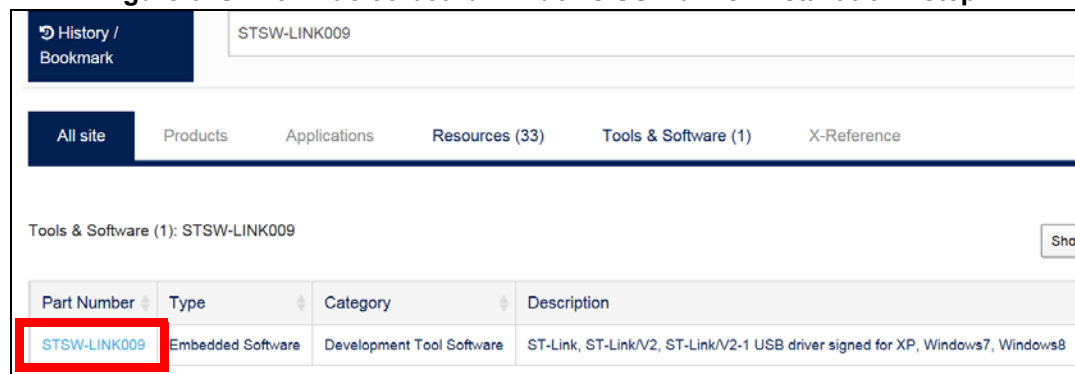 History /
Bookmark
STSW-LINK009
All site Products Applications Resources (33) Tools & Software (1) X-Reference
Tools & Software (1): STSW-LINK009
Sho
Part Number Type Category Description
STSW-LINK009 Embedded Software Development Tool Software ST-Link, ST-Link/V2, ST-Link/V2-1 USB driver signed for XP, Windows7, Windows8